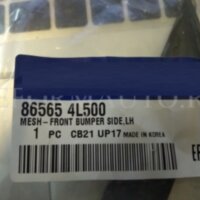 86565 4L500
MESH-FRONT BUMPER SIDE,LH
1 PC CB21 UP17 MADE IN KOREA